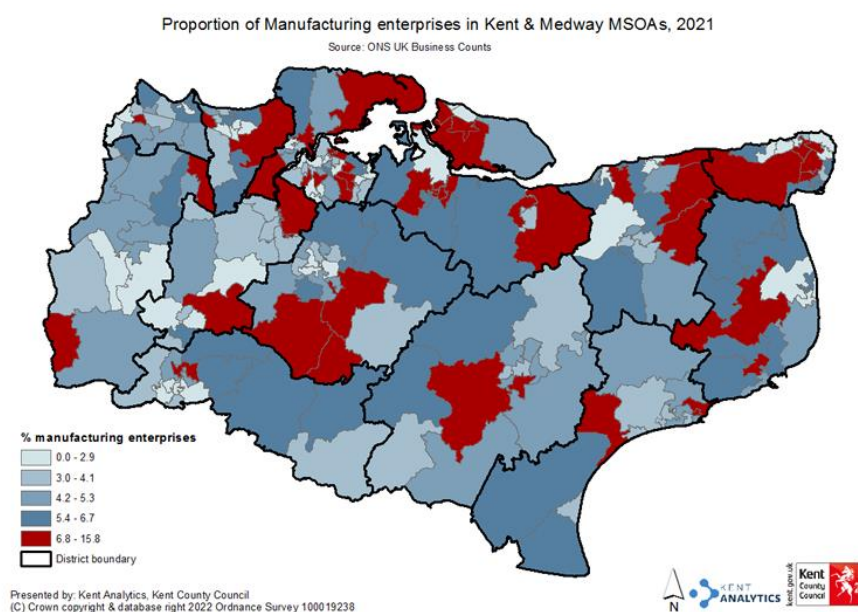 Proportion of Manufacturing enterprises in Kent & Medway MSOAs, 2021
Source: ONS UK Business Counts
% manufacturing enterprises
0.0 - 2.9
3.0 - 4.1
4.2 - 5.3
5.4 - 6.7
6.8 - 15.8
District boundary
Presented by: Kent Analytics, Kent County Council
(C) Crown copyright & database right 2022 Ordnance Survey 100019238
N
KENT
ANALYTICS
kent.gov.uk
Kent
County
Council